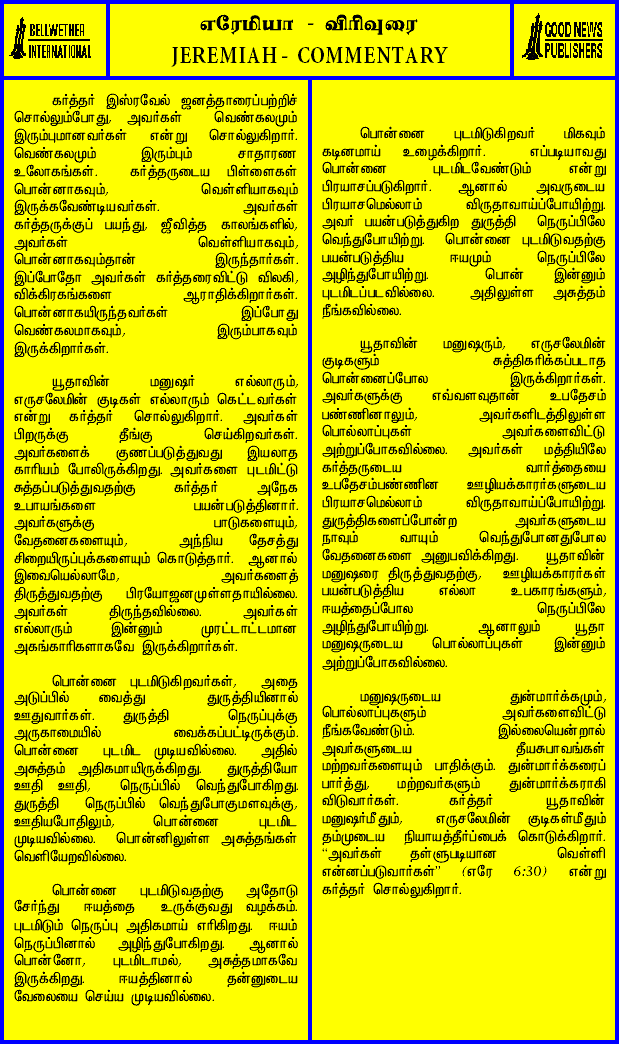 BELLWETHER
INTERNATIONAL
எரேமியா - விரிவுரை
JEREMIAH - COMMENTARY
GOOD NEWS
PUBLISHERS
கர்த்தர் இஸ்ரவேல் ஜனத்தாரைப்பற்றிச்
சொல்லும்போது, அவர்கள் வெண்கலமும்
இரும்புமானவர்கள் என்று சொல்லுகிறார்.
வெண்கலமும் இரும்பும் சாதாரண
உலோகங்கள். கர்த்தருடைய பிள்ளைகள்
பொன்னாகவும், வெள்ளியாகவும்
இருக்கவேண்டியவர்கள். அவர்கள்
கர்த்தருக்குப் பயந்து, ஜீவித்த காலங்களில்,
அவர்கள் வெள்ளியாகவும்,
பொன்னாகவும்தான் இருந்தார்கள்.
இப்போதோ அவர்கள் கர்த்தரைவிட்டு விலகி,
விக்கிரகங்களை ஆராதிக்கிறார்கள்.
பொன்னாகயிருந்தவர்கள் இப்போது
வெண்கலமாகவும், இரும்பாகவும்
இருக்கிறார்கள்.
யூதாவின் மனுஷர் எல்லாரும்,
எருசலேமின் குடிகள் எல்லாரும் கெட்டவர்கள்
என்று கர்த்தர் சொல்லுகிறார். அவர்கள்
பிறருக்கு தீங்கு செய்கிறவர்கள்.
அவர்களைக் குணப்படுத்துவது இயலாத
காரியம் போலிருக்கிறது. அவர்களை புடமிட்டு
சுத்தப்படுத்துவதற்கு கர்த்தர் அநேக
உபாயங்களை பயன்படுத்தினார்.
அவர்களுக்கு பாடுகளையும்,
வேதனைகளையும், அந்நிய தேசத்து
சிறையிருப்புக்களையும் கொடுத்தார். ஆனால்
இவையெல்லாமே, அவர்களைத்
திருத்துவதற்கு பிரயோஜனமுள்ளதாயில்லை.
அவர்கள் திருந்தவில்லை. அவர்கள்
எல்லாரும் இன்னும் முரட்டாட்டமான
அகங்காரிகளாகவே இருக்கிறார்கள்.
பொன்னை புடமிடுகிறவர்கள், அதை
அடுப்பில் வைத்து துருத்தியினால்
ஊதுவார்கள். துருத்தி நெருப்புக்கு
அருகாமையில் வைக்கப்பட்டிருக்கும்.
பொன்னை புடமிட முடியவில்லை. அதில்
அசுத்தம் அதிகமாயிருக்கிறது. துருத்தியோ
ஊதி ஊதி, நெருப்பில் வெந்துபோகிறது.
துருத்தி நெருப்பில் வெந்துபோகுமளவுக்கு,
ஊதியபோதிலும், பொன்னை புடமிட
முடியவில்லை. பொன்னிலுள்ள அசுத்தங்கள்
வெளியேறவில்லை.
பொன்னை புடமிடுவதற்கு அதோடு
சேர்ந்து ஈயத்தை உருக்குவது வழக்கம்.
புடமிடும் நெருப்பு அதிகமாய் எரிகிறது. ஈயம்
நெருப்பினால் அழிந்துபோகிறது. ஆனால்
பொன்னோ, புடமிடாமல், அசுத்தமாகவே
இருக்கிறது. ஈயத்தினால் தன்னுடைய
வேலையை செய்ய முடியவில்லை.
பொன்னை புடமிடுகிறவர் மிகவும்
கடினமாய் உழைக்கிறார். எப்படியாவது
பொன்னை புடமிடவேண்டும் என்று
பிரயாசப்படுகிறார். ஆனால் அவருடைய
பிரயாசமெல்லாம் விருதாவாய்ப்போயிற்று.
அவர் பயன்படுத்துகிற துருத்தி நெருப்பிலே
வெந்துபோயிற்று. பொன்னை புடமிடுவதற்கு
பயன்படுத்திய ஈயமும் நெருப்பிலே
அழிந்துபோயிற்று. பொன் இன்னும்
புடமிடப்படவில்லை. அதிலுள்ள அசுத்தம்
நீங்கவில்லை.
யூதாவின் மனுஷரும், எருசலேமின்
குடிகளும் சுத்திகரிக்கப்படாத
பொன்னைப்போல இருக்கிறார்கள்.
அவர்களுக்கு எவ்வளவுதான் உபதேசம்
பண்ணினாலும், அவர்களிடத்திலுள்ள
பொல்லாப்புகள் அவர்களைவிட்டு
அற்றுப்போகவில்லை. அவர்கள் மத்தியிலே
கர்த்தருடைய வார்த்தையை
உபதேசம்பண்ணின ஊழியக்காரர்களுடைய
பிரயாசமெல்லாம் விருதாவாய்ப்போயிற்று.
துருத்திகளைப்போன்ற அவர்களுடைய
நாவும் வாயும் வெந்துபோனதுபோல
வேதனைகளை அனுபவிக்கிறது. யூதாவின்
மனுஷரை திருத்துவதற்கு, ஊழியக்காரர்கள்
பயன்படுத்திய எல்லா உபகாரங்களும்,
ஈயத்தைப்போல நெருப்பிலே
அழிந்துபோயிற்று. ஆனாலும் யூதா
மனுஷருடைய பொல்லாப்புகள் இன்னும்
அற்றுப்போகவில்லை.
மனுஷருடைய துன்மார்க்கமும்,
பொல்லாப்புகளும் அவர்களைவிட்டு
நீங்கவேண்டும். இல்லையென்றால்
அவர்களுடைய தீயசுபாவங்கள்
மற்றவர்களையும் பாதிக்கும். துன்மார்க்கரைப்
பார்த்து, மற்றவர்களும் துன்மார்க்கராகி
விடுவார்கள். கர்த்தர் யூதாவின்
மனுஷர்மீதும், எருசலேமின் குடிகள்மீதும்
தம்முடைய நியாயத்தீர்ப்பைக் கொடுக்கிறார்.
“அவர்கள் தள்ளுபடியான வெள்ளி
என்னப்படுவார்கள்” (எரே 6:30) என்று
கர்த்தர் சொல்லுகிறார்.